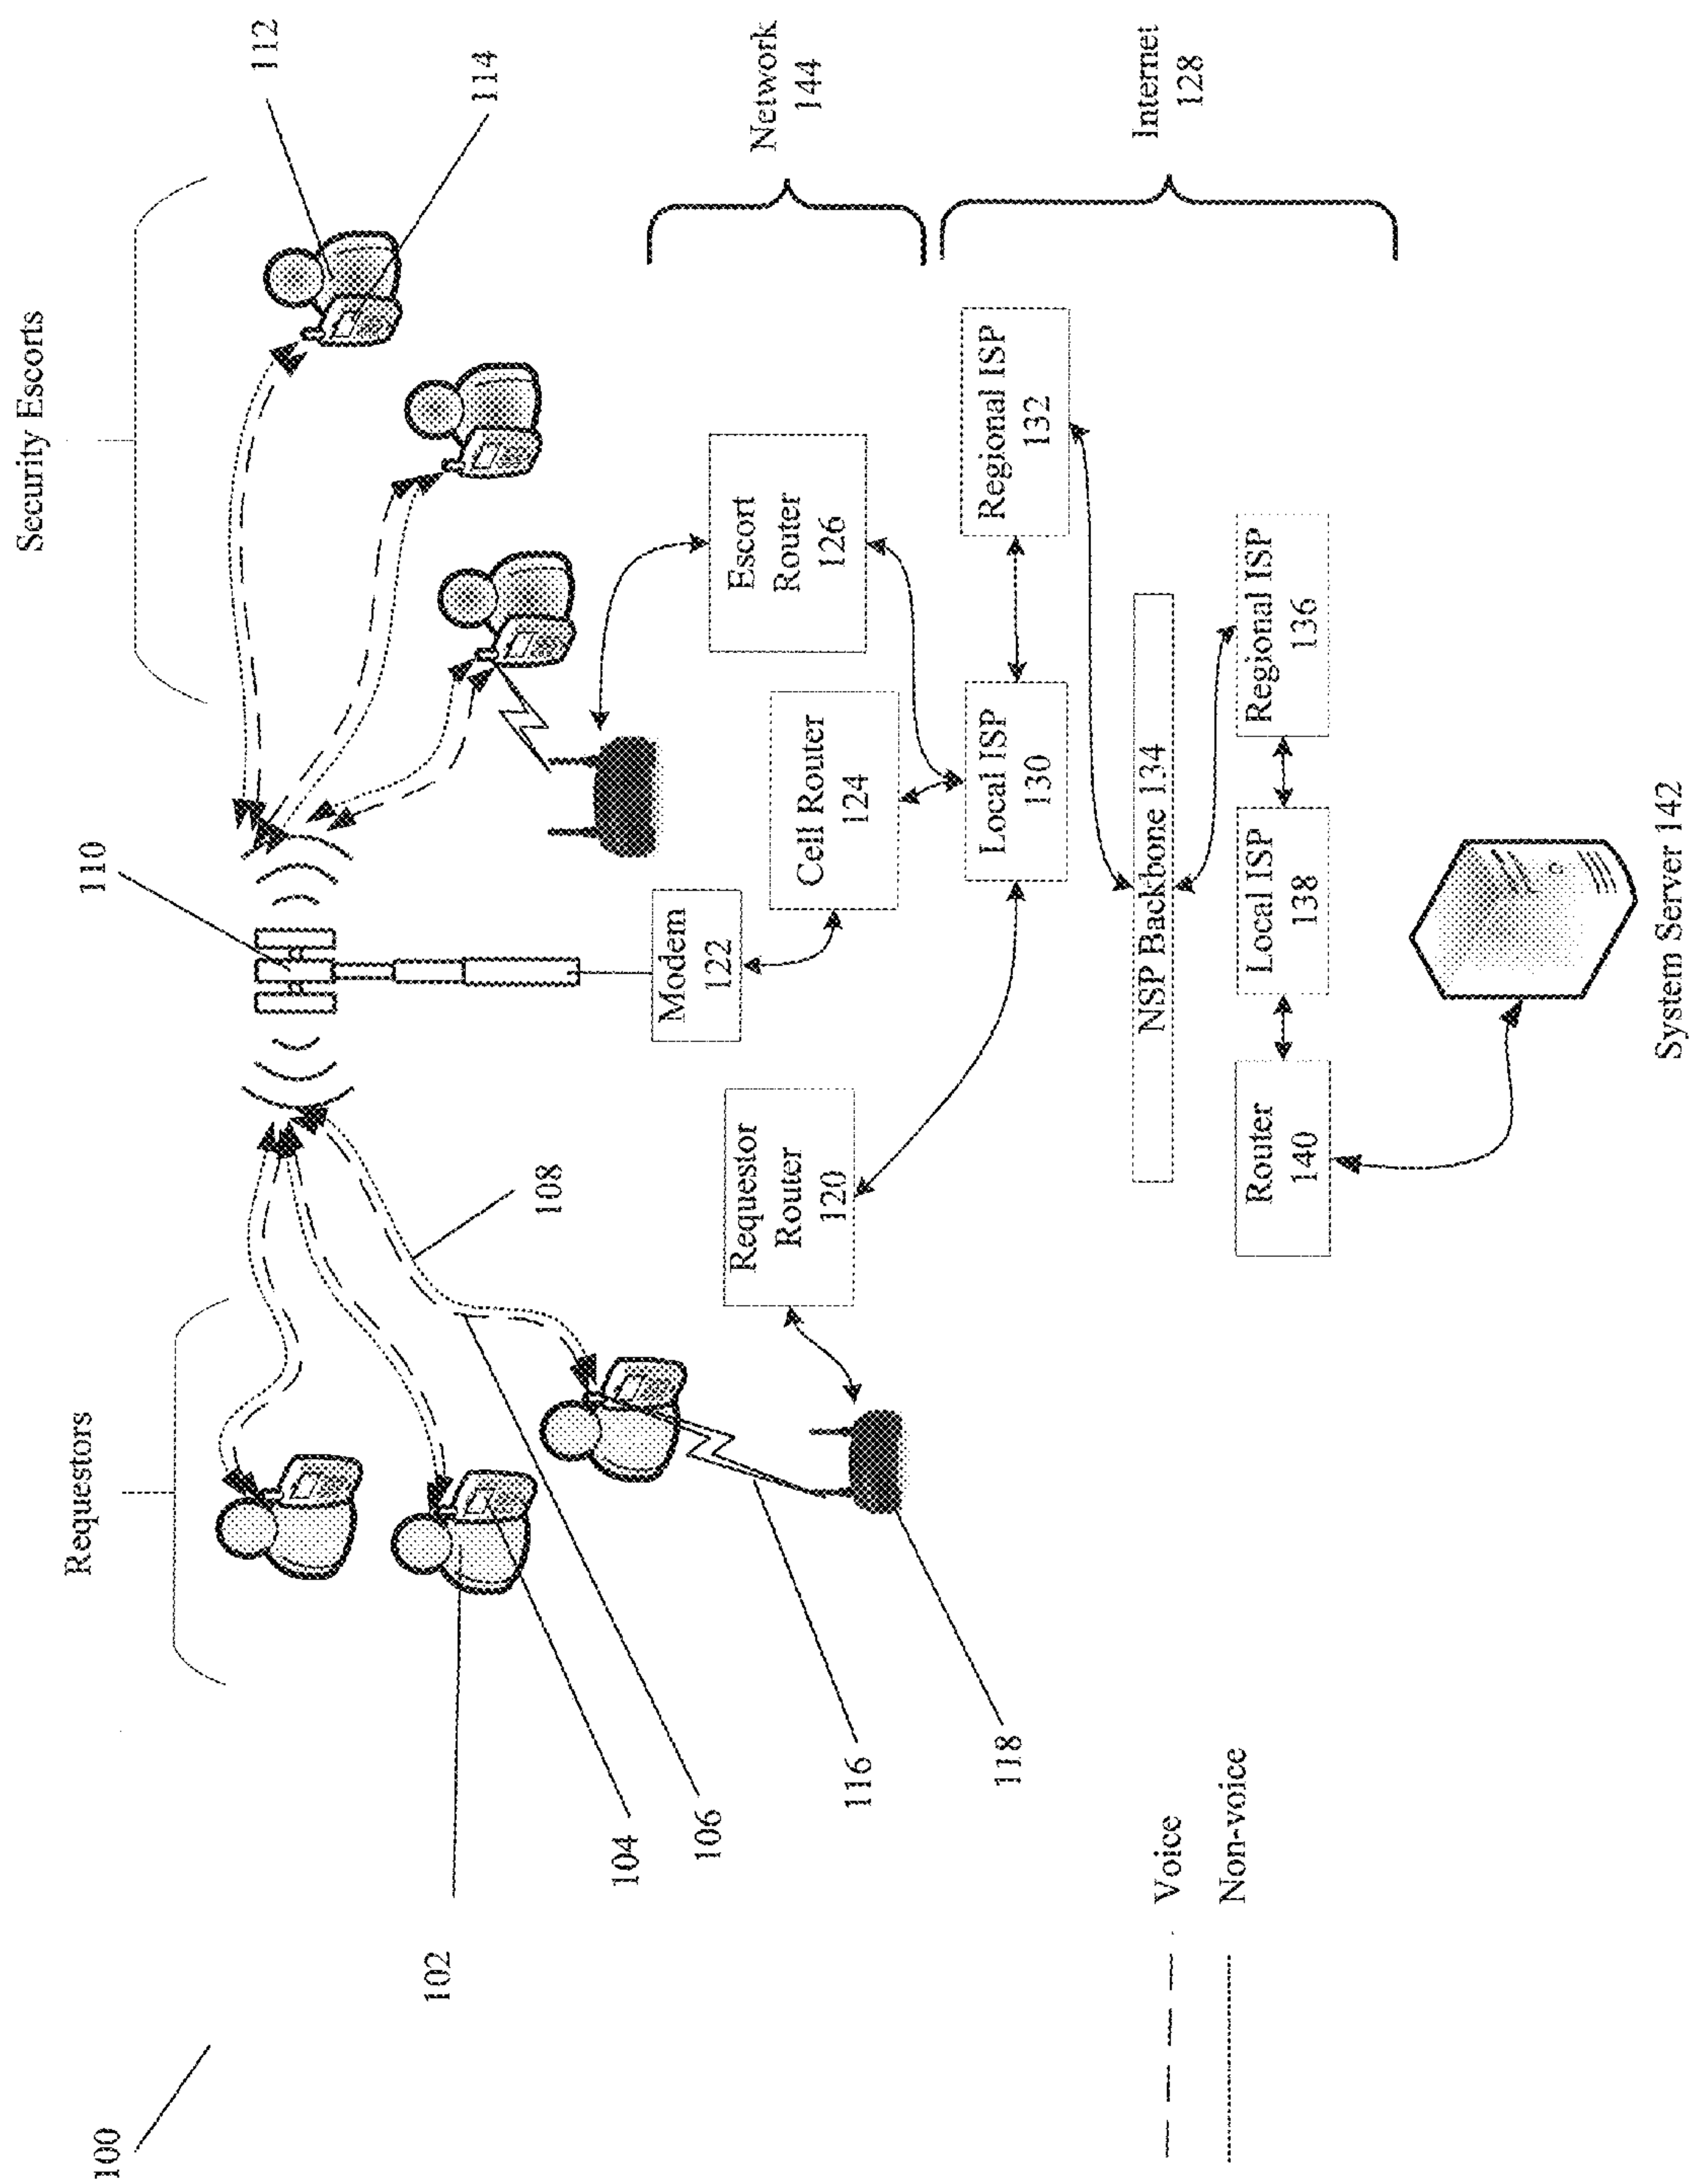 100
Requestors
110
Security Escorts
112
114
102
104
106
108
116
118
Modem
122
Requestor
Router
120
Cell Router
124
Escort
Router
126
Network
144
Local ISP
130
Regional ISP
132
Internet
128
NSP Backbone 134
Router
140
Local ISP
138
Regional ISP
136
System Server 142
Voice
Non-voice